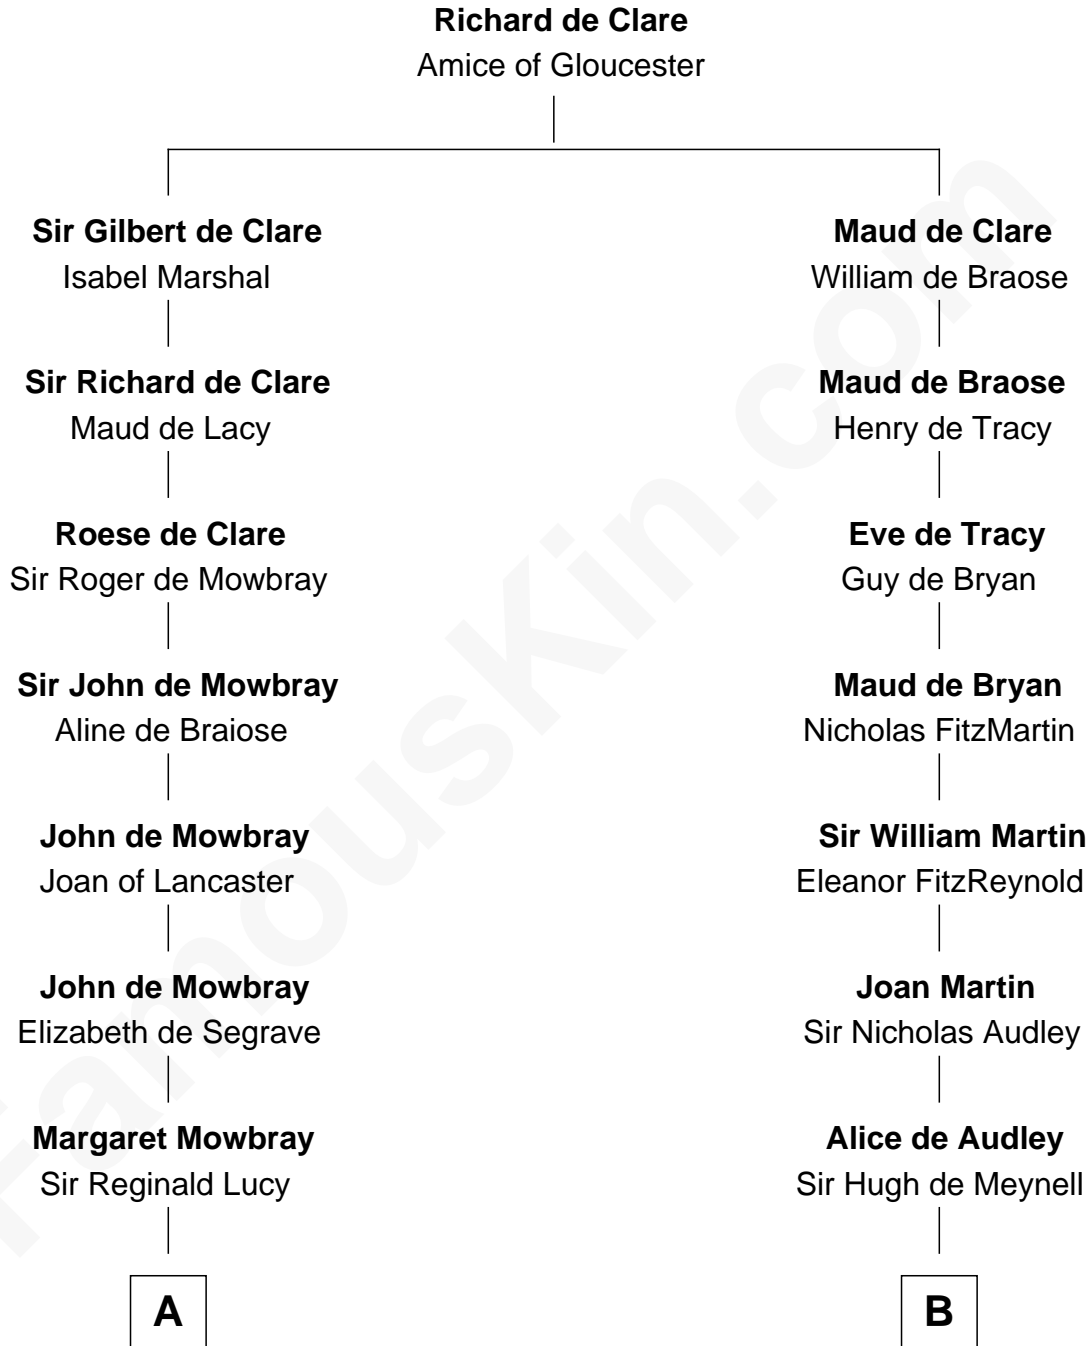 Richard de Clare
Amice of Gloucester
Sir Gilbert de Clare
Isabel Marshal
Maud de Clare
William de Braose
Sir Richard de Clare
Maud de Lacy
Maud de Braose
Henry de Tracy
Roese de Clare
Sir Roger de Mowbray
Eve de Tracy
Guy de Bryan
Sir John de Mowbray
Aline de Braiose
Maud de Bryan
Nicholas FitzMartin
John de Mowbray
Joan of Lancaster
Sir William Martin
Eleanor FitzReynold
John de Mowbray
Elizabeth de Segrave
Joan Martin
Sir Nicholas Audley
Margaret Mowbray
Sir Reginald Lucy
Alice de Audley
Sir Hugh de Meynell
A
B
FamousKin.com